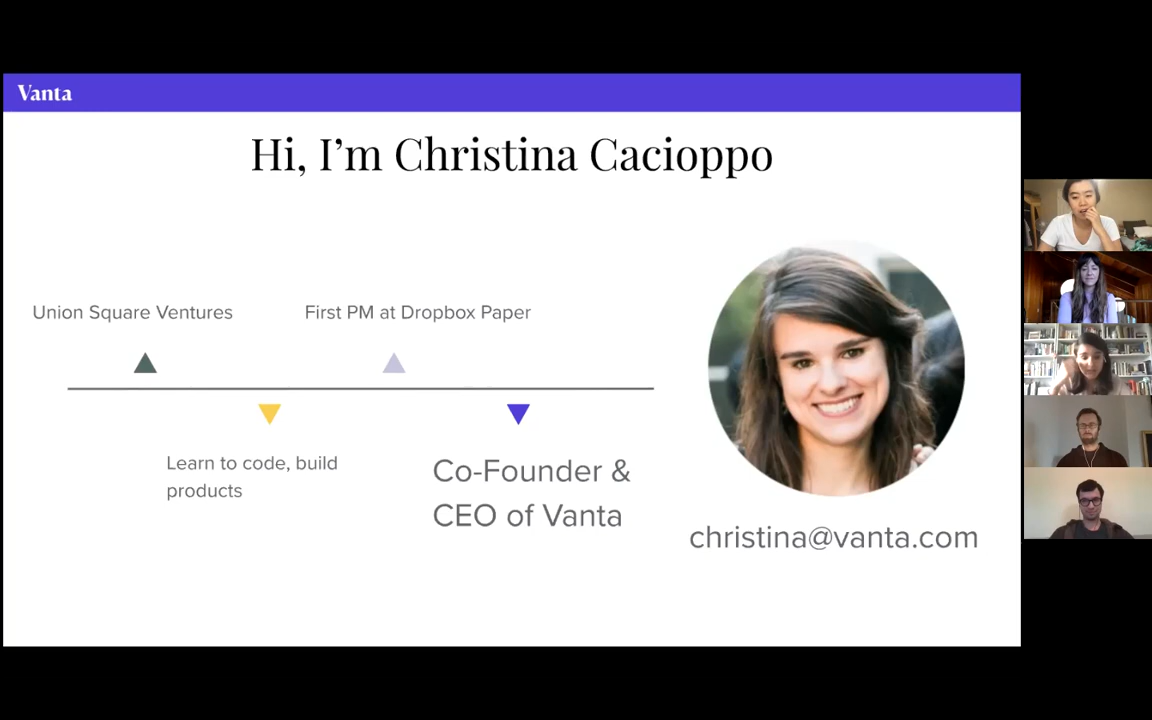 Vanta
Hi, I’m Christina Cacioppo
Union Square Ventures
First PM at Dropbox Paper
Learn to code, build
products
Co-Founder &
CEO of Vanta
christina@vanta.com